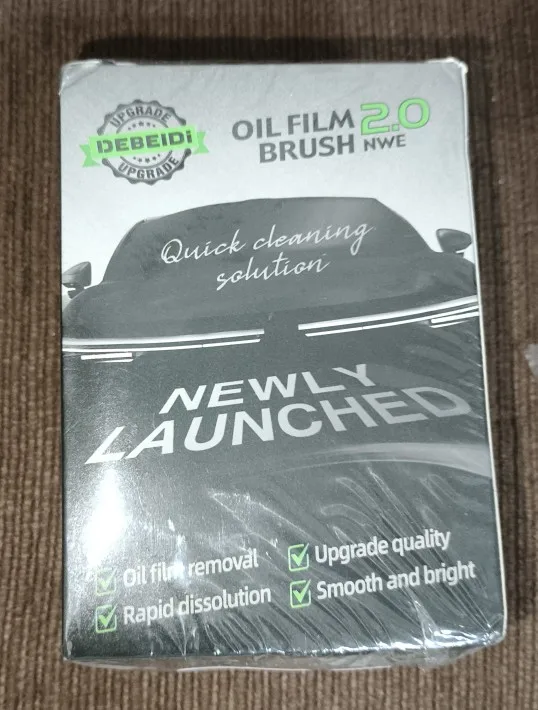 UPGRADE
DEBEIDi
UPGRADE
OIL FILM 2.0
BRUSH NWE
Quick cleaning
solution
NEWLY
LAUNCHED
Oil film removal
Upgrade quality
Rapid dissolution
Smooth and bright